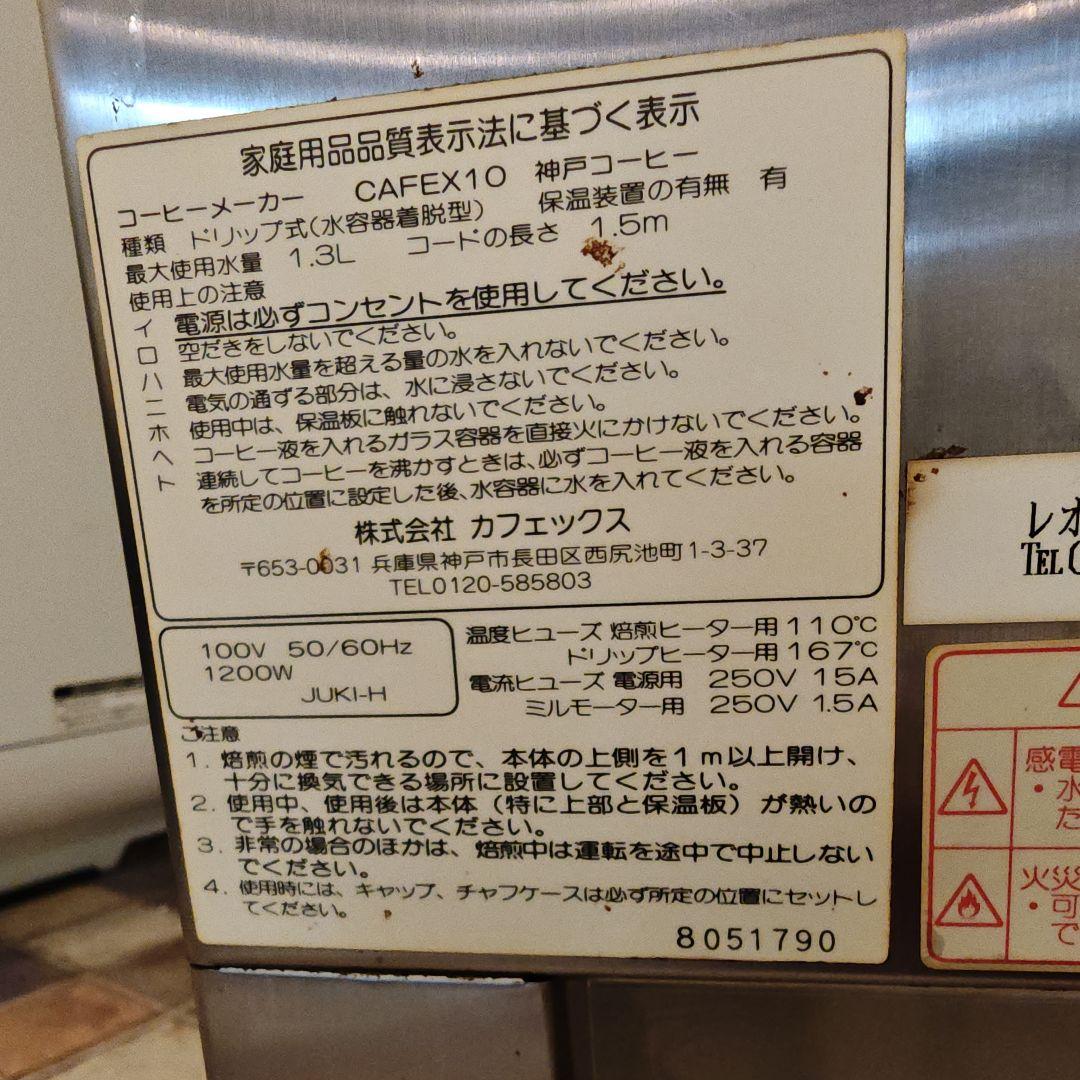 家庭用品品質表示法に基づく表示
コーヒーメーカー CAFEX10 神戸コーヒー
種類 ドリップ式(水容器着脱型) 保温装置の有無 有
最大使用水量 1.3L コードの長さ 1.5m
使用上の注意
イ 電源は必ずコンセントを使用してください。
ロ 空だきをしないでください。
ハ 最大使用水量を超える量の水を入れないでください。
ニ 電気の通ずる部分は、水に浸さないでください。
ホ 使用中は、保温板に触れないでください。
ヘ コーヒー液を入れるガラス容器を直接火にかけないでください。
ト 連続してコーヒーを沸かすときは、必ずコーヒー液を入れる容器
を所定の位置に設定した後、水容器に水を入れてください。
株式会社 カフェックス
〒653-0031 兵庫県神戸市長田区西尻池町1-3-37
TEL0120-585803
100V 50/60Hz
1200W
JUKI-H
温度ヒューズ 焙煎ヒーター用110℃
ドリップヒーター用167℃
電流ヒューズ 電源用 250V 15A
ミルモーター用 250V 1.5A
ご注意
1. 焙煎の煙で汚れるので、本体の上側を1m以上開け、
十分に換気できる場所に設置してください。
2. 使用中、使用後は本体(特に上部と保温板)が熱いの
で手を触れないでください。
3. 非常の場合のほかは、焙煎中は運転を途中で中止しない
でください。
4. 使用時には、キャップ、チャフケースは必ず所定の位置にセットし
てください。
8051790
レオ
TEL
感電
・水
た
火災
・可
で